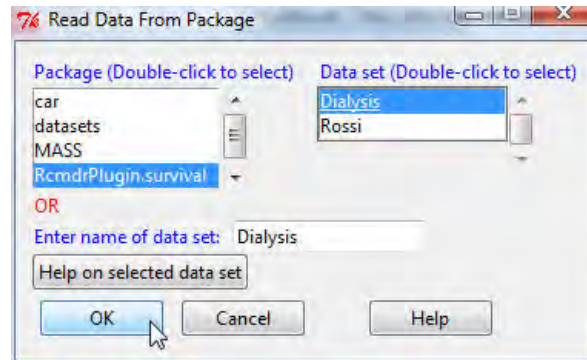 Read Data From Package
Package (Double-click to select) Data set (Double-click to select)
car Dialysis
datasets Rossi
MASS
RcmdrPlugin.survival
OR
Enter name of data set: Dialysis
Help on selected data set
OK Cancel Help